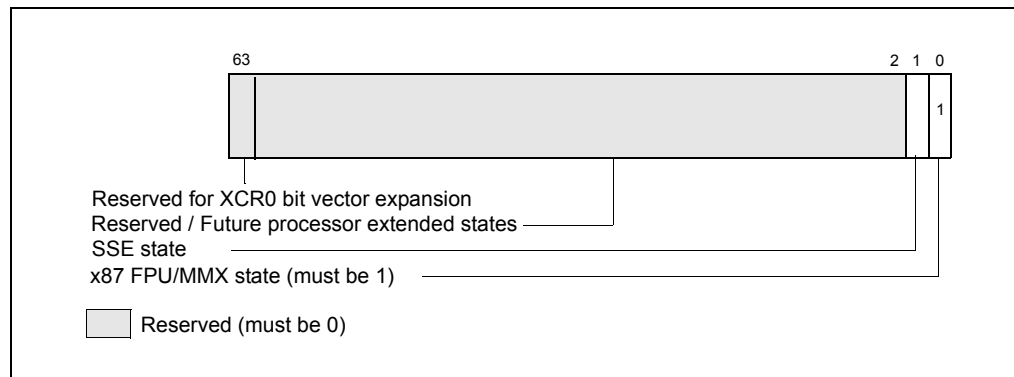 63 2 1 0
1
Reserved for XCR0 bit vector expansion
Reserved / Future processor extended states
SSE state
x87 FPU/MMX state (must be 1)
Reserved (must be 0)